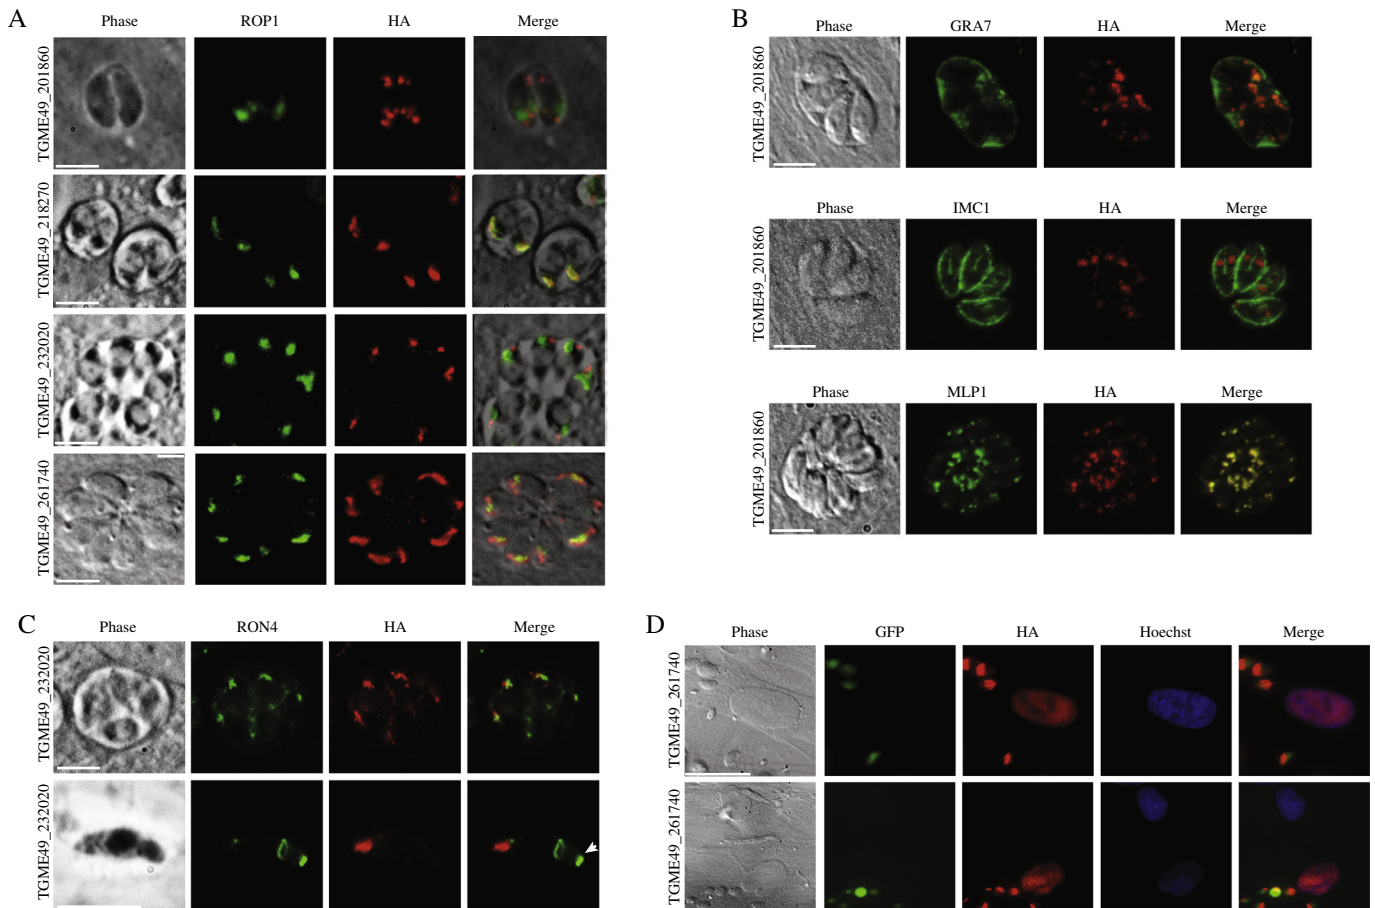 A
Phase ROP1 HA Merge
TGME49_201860
TGME49_218270
TGME49_232020
TGME49_261740
B
Phase GRA7 HA Merge
TGME49_201860
Phase IMC1 HA Merge
TGME49_201860
Phase MLP1 HA Merge
TGME49_201860
C
Phase RON4 HA Merge
TGME49_232020
TGME49_232020
D
Phase GFP HA Hoechst Merge
TGME49_261740
TGME49_261740